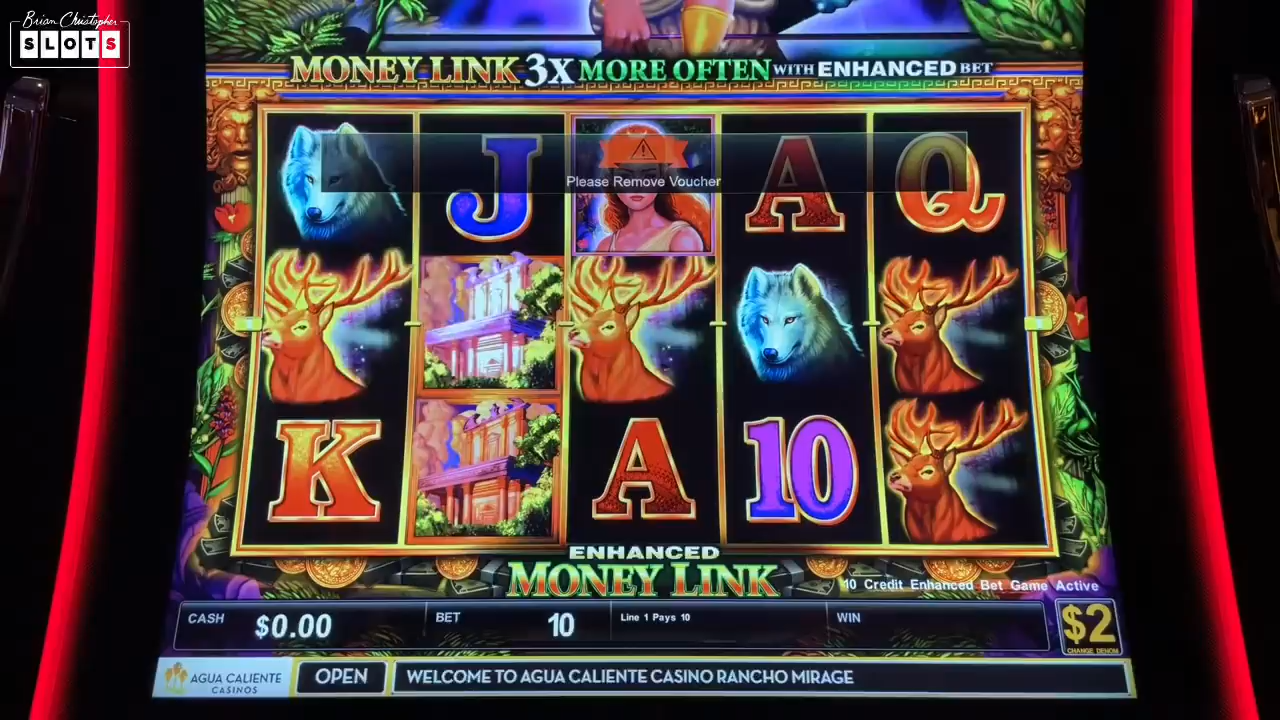 Brian Christopher
SLOTS
MONEY LINK 3X MORE OFTEN WITH ENHANCED BET
Please Remove Voucher
J
A
Q
K
A
10
ENHANCED
MONEY LINK
10 Credit Enhanced Bet Game Active
CASH $0.00
BET 10
Line 1 Pays 10
WIN
$2
CHANGE DENOM
AGUA CALIENTE
CASINOS
OPEN
WELCOME TO AGUA CALIENTE CASINO RANCHO MIRAGE